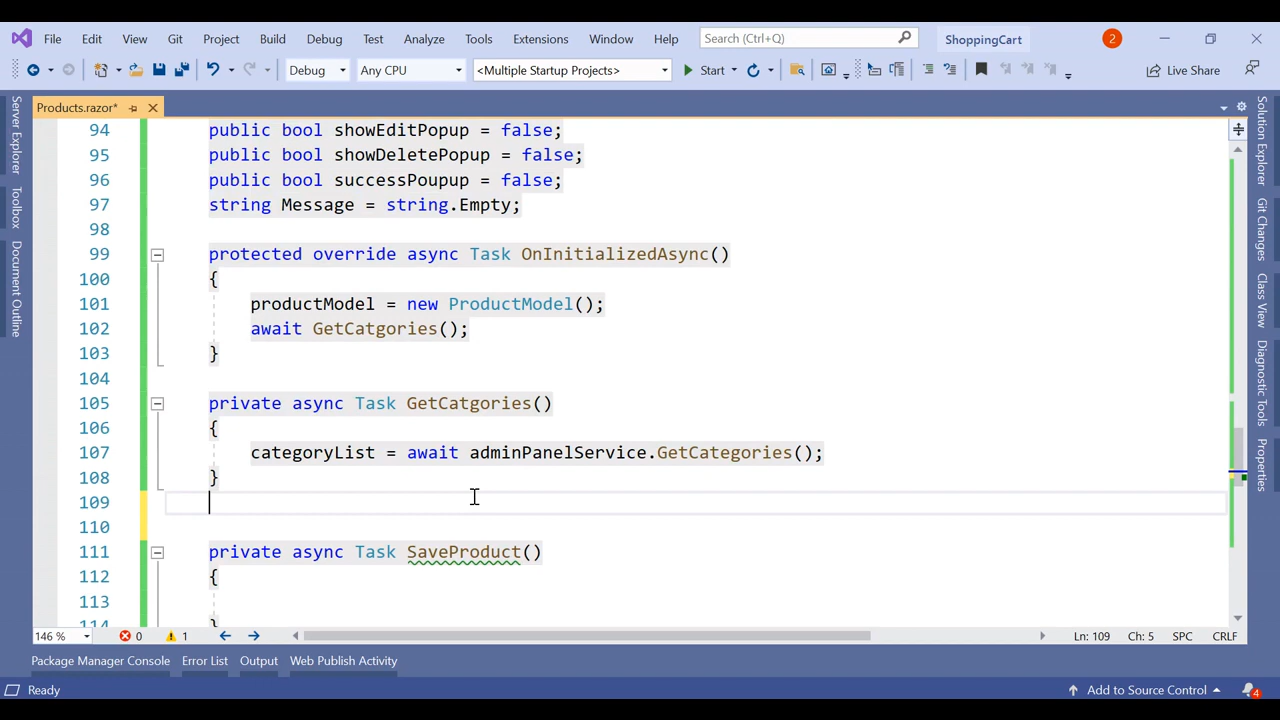 File Edit View Git Project Build Debug Test Analyze Tools Extensions Window Help Search (Ctrl+Q) ShoppingCart 2
Debug Any CPU <Multiple Startup Projects> Start Live Share
Products.razor*
94 public bool showEditPopup = false;
95 public bool showDeletePopup = false;
96 public bool successPoupup = false;
97 string Message = string.Empty;
98
99 protected override async Task OnInitializedAsync()
100 {
101 productModel = new ProductModel();
102 await GetCatgories();
103 }
104
105 private async Task GetCatgories()
106 {
107 categoryList = await adminPanelService.GetCategories();
108 }
109
110
111 private async Task SaveProduct()
112 {
113
114 }
146 % 0 1 Ln: 109 Ch: 5 SPC CRLF
Package Manager Console Error List Output Web Publish Activity
Ready Add to Source Control 4
Server Explorer
Toolbox
Document Outline
Solution Explorer
Git Changes
Class View
Diagnostic Tools
Properties